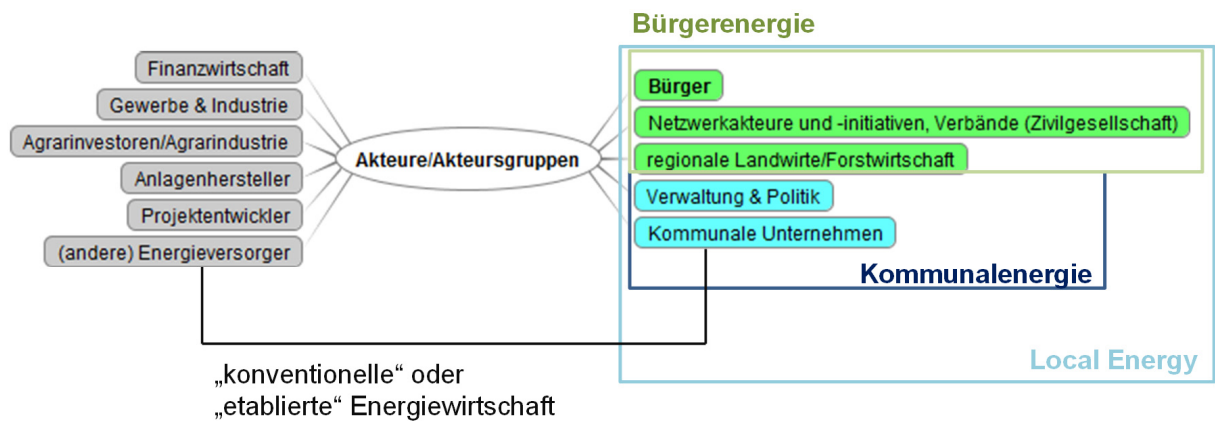 Bürgerenergie
Finanzwirtschaft
Gewerbe & Industrie
Agrarinvestoren/Agrarindustrie
Anlagenhersteller
Projektentwickler
(andere) Energieversorger
Akteure/Akteursgruppen
Bürger
Netzwerkakteure und -initiativen, Verbände (Zivilgesellschaft)
regionale Landwirte/Forstwirtschaft
Verwaltung & Politik
Kommunale Unternehmen
Kommunalenergie
Local Energy
„konventionelle“ oder
„etablierte“ Energiewirtschaft